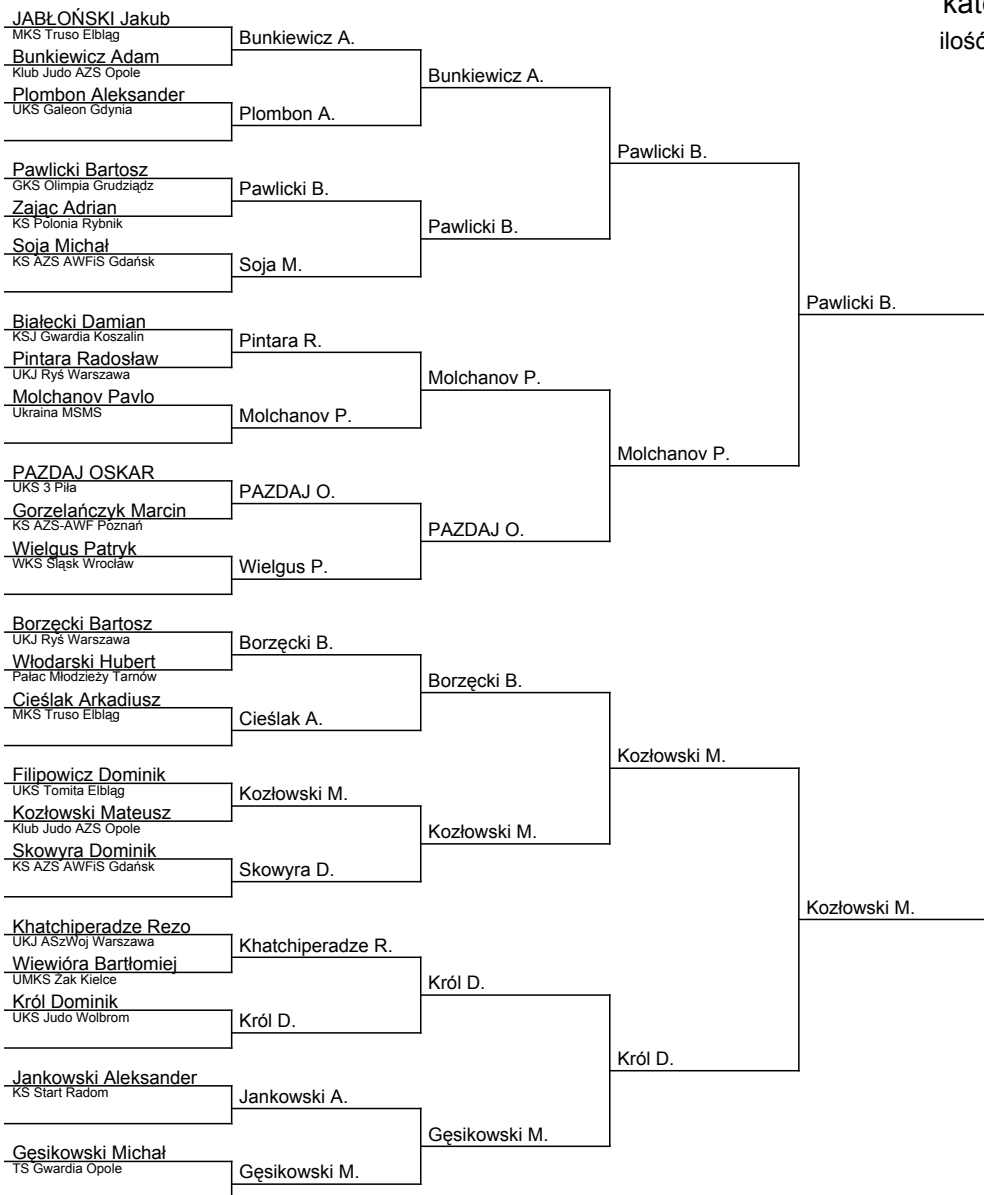 JABŁOŃSKI Jakub
MKS Truso Elbląg
Bunkiewicz Adam
Klub Judo AZS Opole
Plombon Aleksander
UKS Galeon Gdynia
Pawlicki Bartosz
GKS Olimpia Grudziądz
Zając Adrian
KS Polonia Rybnik
Soja Michał
KS AZS AWFiS Gdańsk
Białecki Damian
KSJ Gwardia Koszalin
Pintara Radosław
UKJ Ryś Warszawa
Molchanov Pavlo
Ukraina MSMS
PAZDAJ OSKAR
UKS 3 Piła
Gorzelańczyk Marcin
KS AZS-AWF Poznań
Wielgus Patryk
WKS Śląsk Wrocław
Borzęcki Bartosz
UKJ Ryś Warszawa
Włodarski Hubert
Pałac Młodzieży Tarnów
Cieślak Arkadiusz
MKS Truso Elbląg
Filipowicz Dominik
UKS Tomita Elbląg
Kozłowski Mateusz
Klub Judo AZS Opole
Skowyra Dominik
KS AZS AWFiS Gdańsk
Khatchiperadze Rezo
UKJ ASzWoj Warszawa
Wiewióra Bartłomiej
UMKS Żak Kielce
Król Dominik
UKS Judo Wolbrom
Jankowski Aleksander
KS Start Radom
Gęsikowski Michał
TS Gwardia Opole
Bunkiewicz A.
Plombon A.
Pawlicki B.
Soja M.
Pintara R.
Molchanov P.
PAZDAJ O.
Wielgus P.
Borzęcki B.
Cieślak A.
Kozłowski M.
Skowyra D.
Khatchiperadze R.
Król D.
Jankowski A.
Gęsikowski M.
Bunkiewicz A.
Pawlicki B.
Molchanov P.
PAZDAJ O.
Borzęcki B.
Kozłowski M.
Król D.
Gęsikowski M.
Pawlicki B.
Molchanov P.
Kozłowski M.
Król D.
Pawlicki B.
Kozłowski M.
ilość